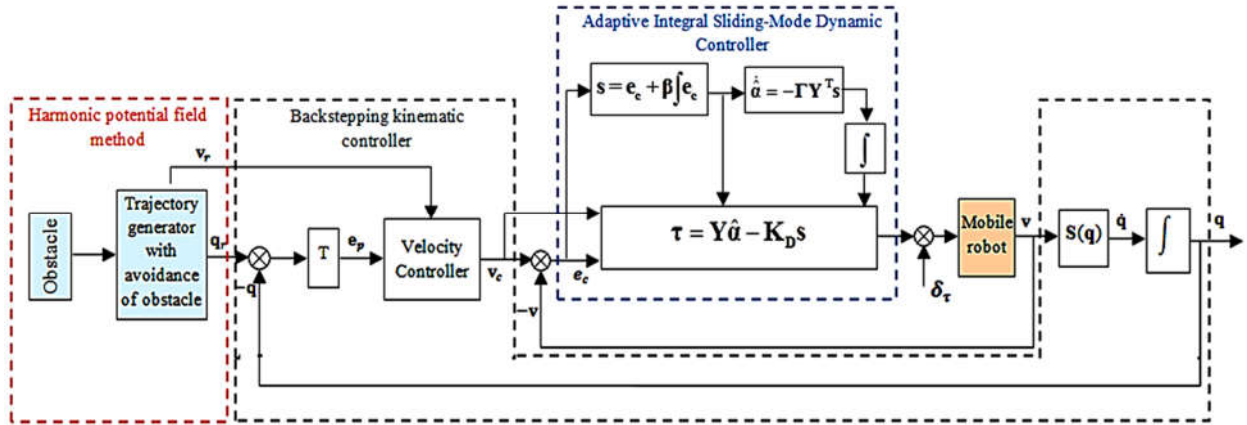 Adaptive Integral Sliding-Mode Dynamic
Controller
s = e_c + β∫e_c
α̂̇ = −ΓY^T s
∫
Harmonic potential field
method
Backstepping kinematic
controller
v_r
Obstacle
Trajectory
generator
with
avoidance
of obstacle
q_r
−q
T
e_p
Velocity
Controller
v_c
−v
e_c
τ = Yα̂ − K_D s
δ_τ
Mobile
robot
v
S(q)
q̇
∫
q